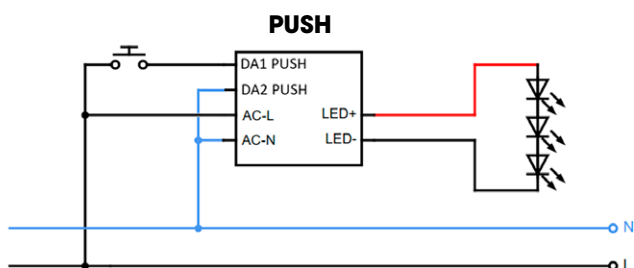 PUSH
DA1 PUSH
DA2 PUSH
AC-L
LED+
AC-N
LED-
N
L